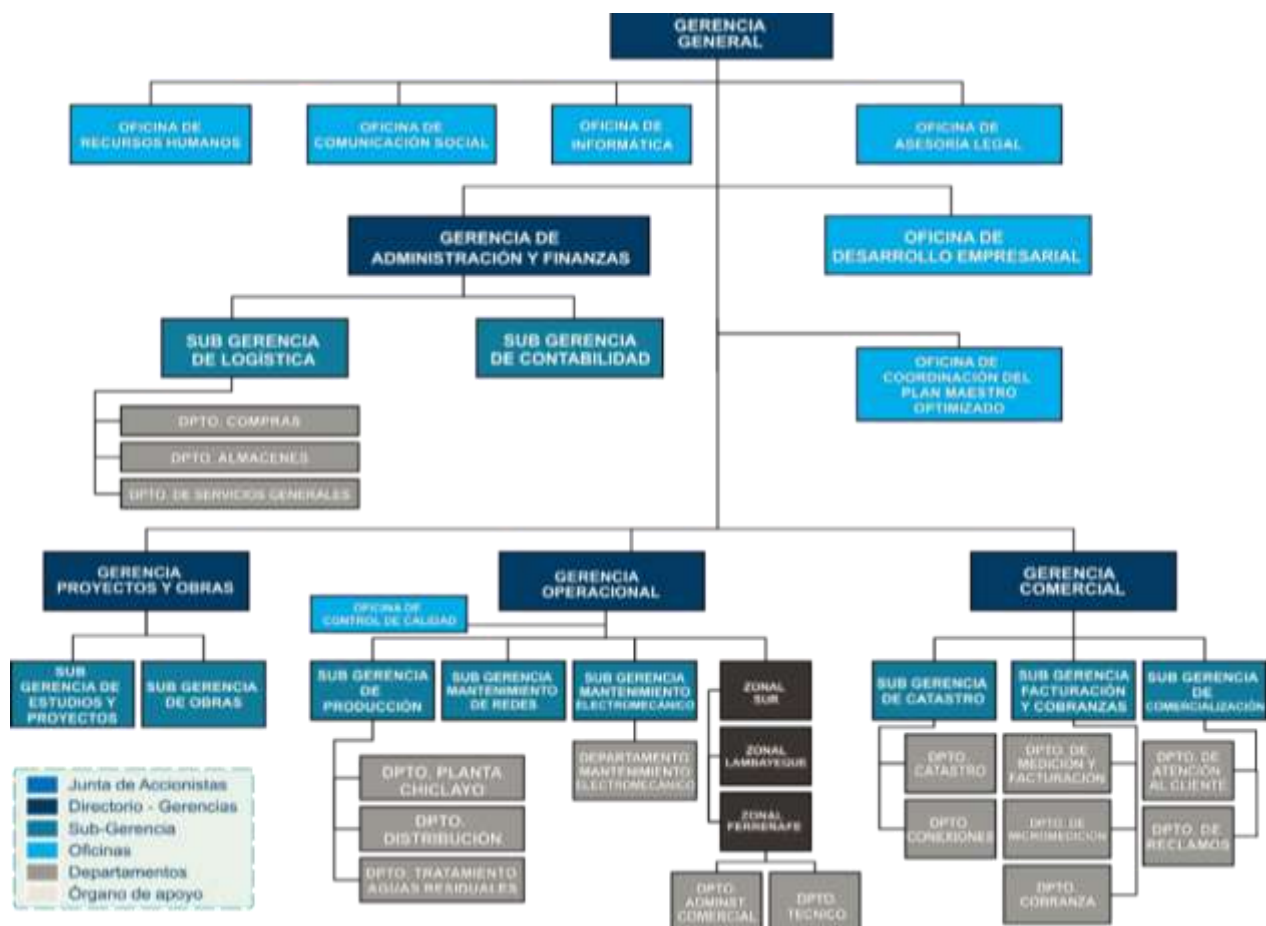 GERENCIA
GENERAL
OFICINA DE
RECURSOS HUMANOS
OFICINA DE
COMUNICACIÓN SOCIAL
OFICINA DE
INFORMÁTICA
OFICINA DE
ASESORÍA LEGAL
GERENCIA DE
ADMINISTRACIÓN Y FINANZAS
OFICINA DE
DESARROLLO EMPRESARIAL
SUB GERENCIA
DE LOGÍSTICA
SUB GERENCIA
DE CONTABILIDAD
OFICINA DE
COORDINACIÓN DEL
PLAN MAESTRO
OPTIMIZADO
DPTO. COMPRAS
DPTO. ALMACENES
DPTO. DE SERVICIOS GENERALES
GERENCIA
PROYECTOS Y OBRAS
GERENCIA
OPERACIONAL
GERENCIA
COMERCIAL
OFICINA DE
CONTROL DE CALIDAD
SUB
GERENCIA DE
ESTUDIOS Y
PROYECTOS
SUB GERENCIA
DE OBRAS
SUB GERENCIA
DE
PRODUCCIÓN
SUB GERENCIA
MANTENIMIENTO
DE REDES
SUB GERENCIA
MANTENIMIENTO
ELECTROMECÁNICO
ZONAL
SUR
ZONAL
LAMBAYEQUE
ZONAL
FERREÑAFE
SUB GERENCIA
DE CATASTRO
SUB GERENCIA
FACTURACIÓN
Y COBRANZAS
SUB GERENCIA
DE
COMERCIALIZACIÓN
DPTO. PLANTA
CHICLAYO
DPTO.
DISTRIBUCIÓN
DPTO. TRATAMIENTO
AGUAS RESIDUALES
DEPARTAMENTO
MANTENIMIENTO
ELECTROMECÁNICO
DPTO.
ADMINST.
COMERCIAL
DPTO.
TECNICO
DPTO.
CATASTRO
DPTO
CONEXIONES
DPTO. DE
MEDICIÓN Y
FACTURACIÓN
DPTO. DE
MICROMEDICIÓN
DPTO.
COBRANZA
DPTO. DE
ATENCIÓN
AL CLIENTE
DPTO. DE
RECLAMOS
Junta de Accionistas
Directorio - Gerencias
Sub-Gerencia
Oficinas
Departamentos
Órgano de apoyo